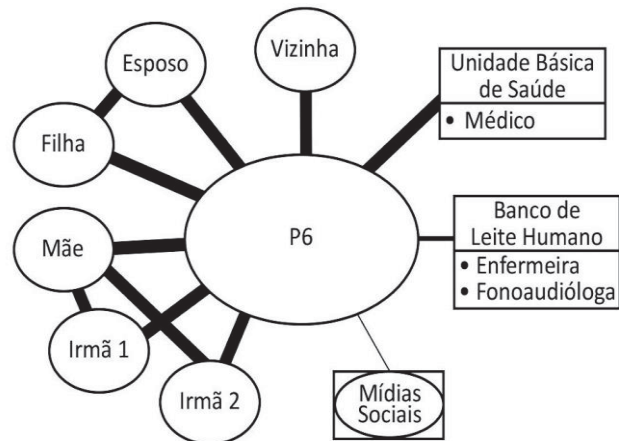 Esposo
Vizinha
Unidade Básica
de Saúde
• Médico
Filha
P6
Mãe
Banco de
Leite Humano
• Enfermeira
• Fonoaudióloga
Irmã 1
Irmã 2
Mídias
Sociais